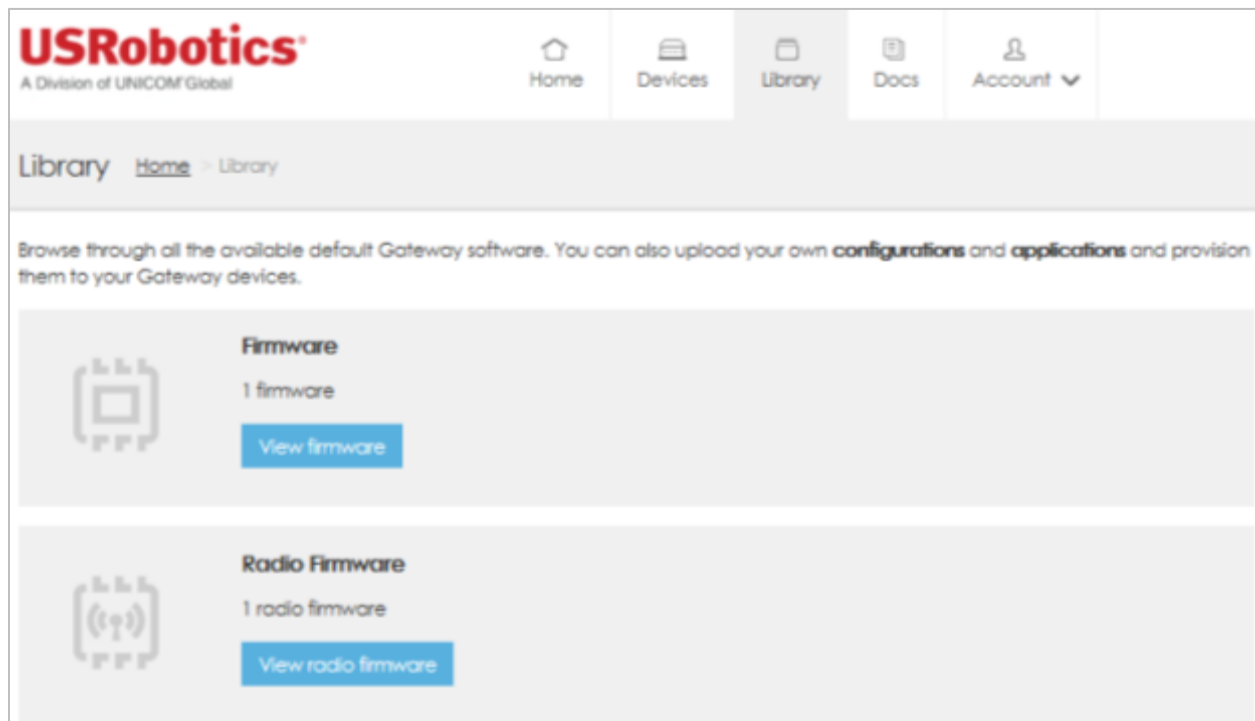 USRobotics®
A Division of UNICOM® Global
Home
Devices
Library
Docs
Account
Library Home > Library
Browse through all the available default Gateway software. You can also upload your own configurations and applications and provision
them to your Gateway devices.
Firmware
1 firmware
View firmware
Radio Firmware
1 radio firmware
View radio firmware